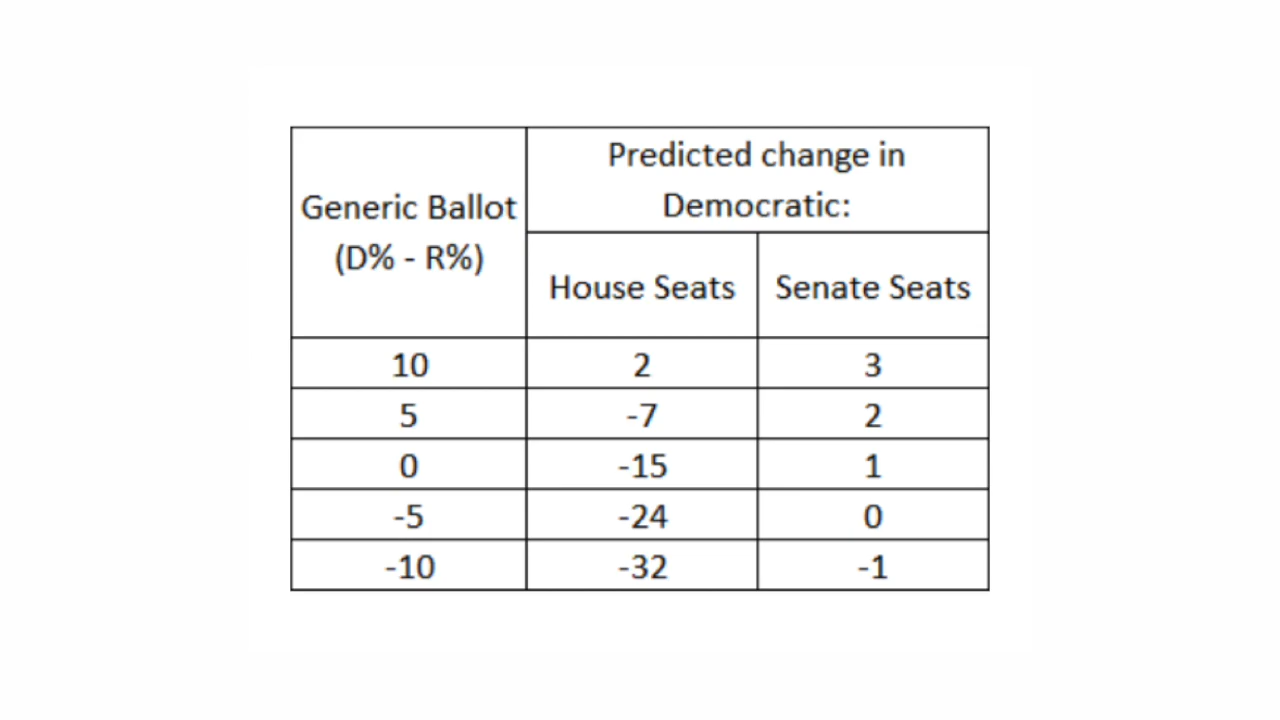 Predicted change in
Democratic:
Generic Ballot
(D% - R%)
House Seats Senate Seats
10 2 3
5 -7 2
0 -15 1
-5 -24 0
-10 -32 -1